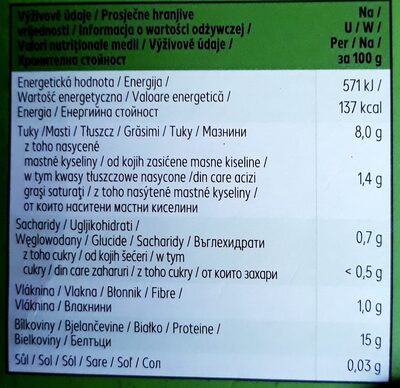 Výživové údaje / Prosječne hranjive
vrijednosti / Informacja o wartości odżywczej /
Valori nutriționale medii / Výživové údaje /
Хранителна стойност
Na /
U / W /
Per / Na /
за 100 g
Energetická hodnota / Energija /
Wartość energetyczna / Valoare energetică /
Energia / Енергийна стойност
571 kJ /
137 kcal
Tuky /Masti / Tłuszcz / Grăsimi / Tuky / Мазнини
8,0 g
z toho nasycené
mastné kyseliny / od kojih zasićene masne kiseline /
w tym kwasy tłuszczowe nasycone /din care acizi
grași saturați / z toho nasýtené mastné kyseliny /
от които наситени мастни киселини
1,4 g
Sacharidy / Ugljikohidrati /
Węglowodany / Glucide / Sacharidy / Въглехидрати
0,7 g
z toho cukry / od kojih šećeri / w tym
cukry / din care zaharuri / z toho cukry / от които захари
< 0,5 g
Vláknina / Vlakna / Błonnik / Fibre /
Vláknina / Влакнини
1,0 g
Bílkoviny / Bjelančevine / Białko / Proteine /
Bielkoviny / Белтъци
15 g
Sůl / Sol / Sól / Sare / Soľ / Сол
0,03 g